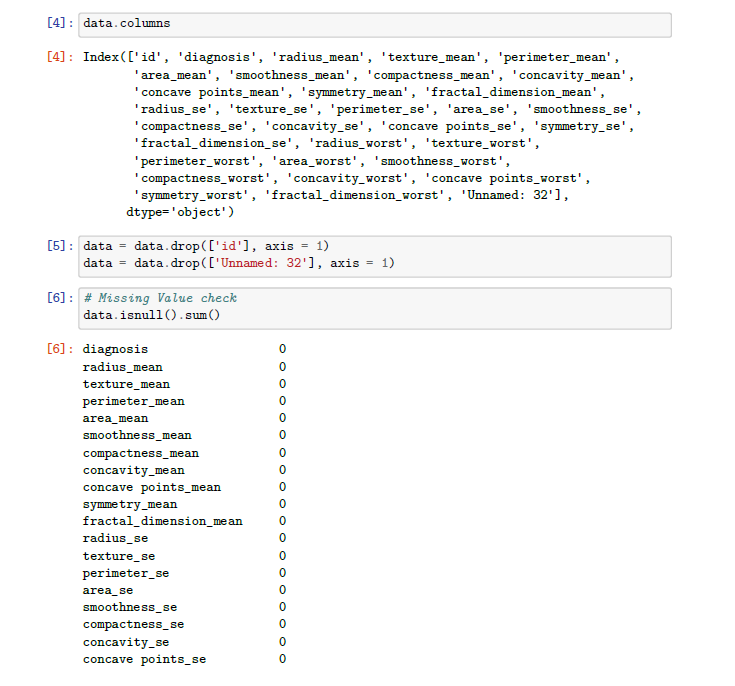 [4]: data.columns
[4]: Index(['id', 'diagnosis', 'radius_mean', 'texture_mean', 'perimeter_mean',
'area_mean', 'smoothness_mean', 'compactness_mean', 'concavity_mean',
'concave points_mean', 'symmetry_mean', 'fractal_dimension_mean',
'radius_se', 'texture_se', 'perimeter_se', 'area_se', 'smoothness_se',
'compactness_se', 'concavity_se', 'concave points_se', 'symmetry_se',
'fractal_dimension_se', 'radius_worst', 'texture_worst',
'perimeter_worst', 'area_worst', 'smoothness_worst',
'compactness_worst', 'concavity_worst', 'concave points_worst',
'symmetry_worst', 'fractal_dimension_worst', 'Unnamed: 32'],
dtype='object')
[5]: data = data.drop(['id'], axis = 1)
data = data.drop(['Unnamed: 32'], axis = 1)
[6]: # Missing Value check
data.isnull().sum()
[6]: diagnosis 0
radius_mean 0
texture_mean 0
perimeter_mean 0
area_mean 0
smoothness_mean 0
compactness_mean 0
concavity_mean 0
concave points_mean 0
symmetry_mean 0
fractal_dimension_mean 0
radius_se 0
texture_se 0
perimeter_se 0
area_se 0
smoothness_se 0
compactness_se 0
concavity_se 0
concave points_se 0